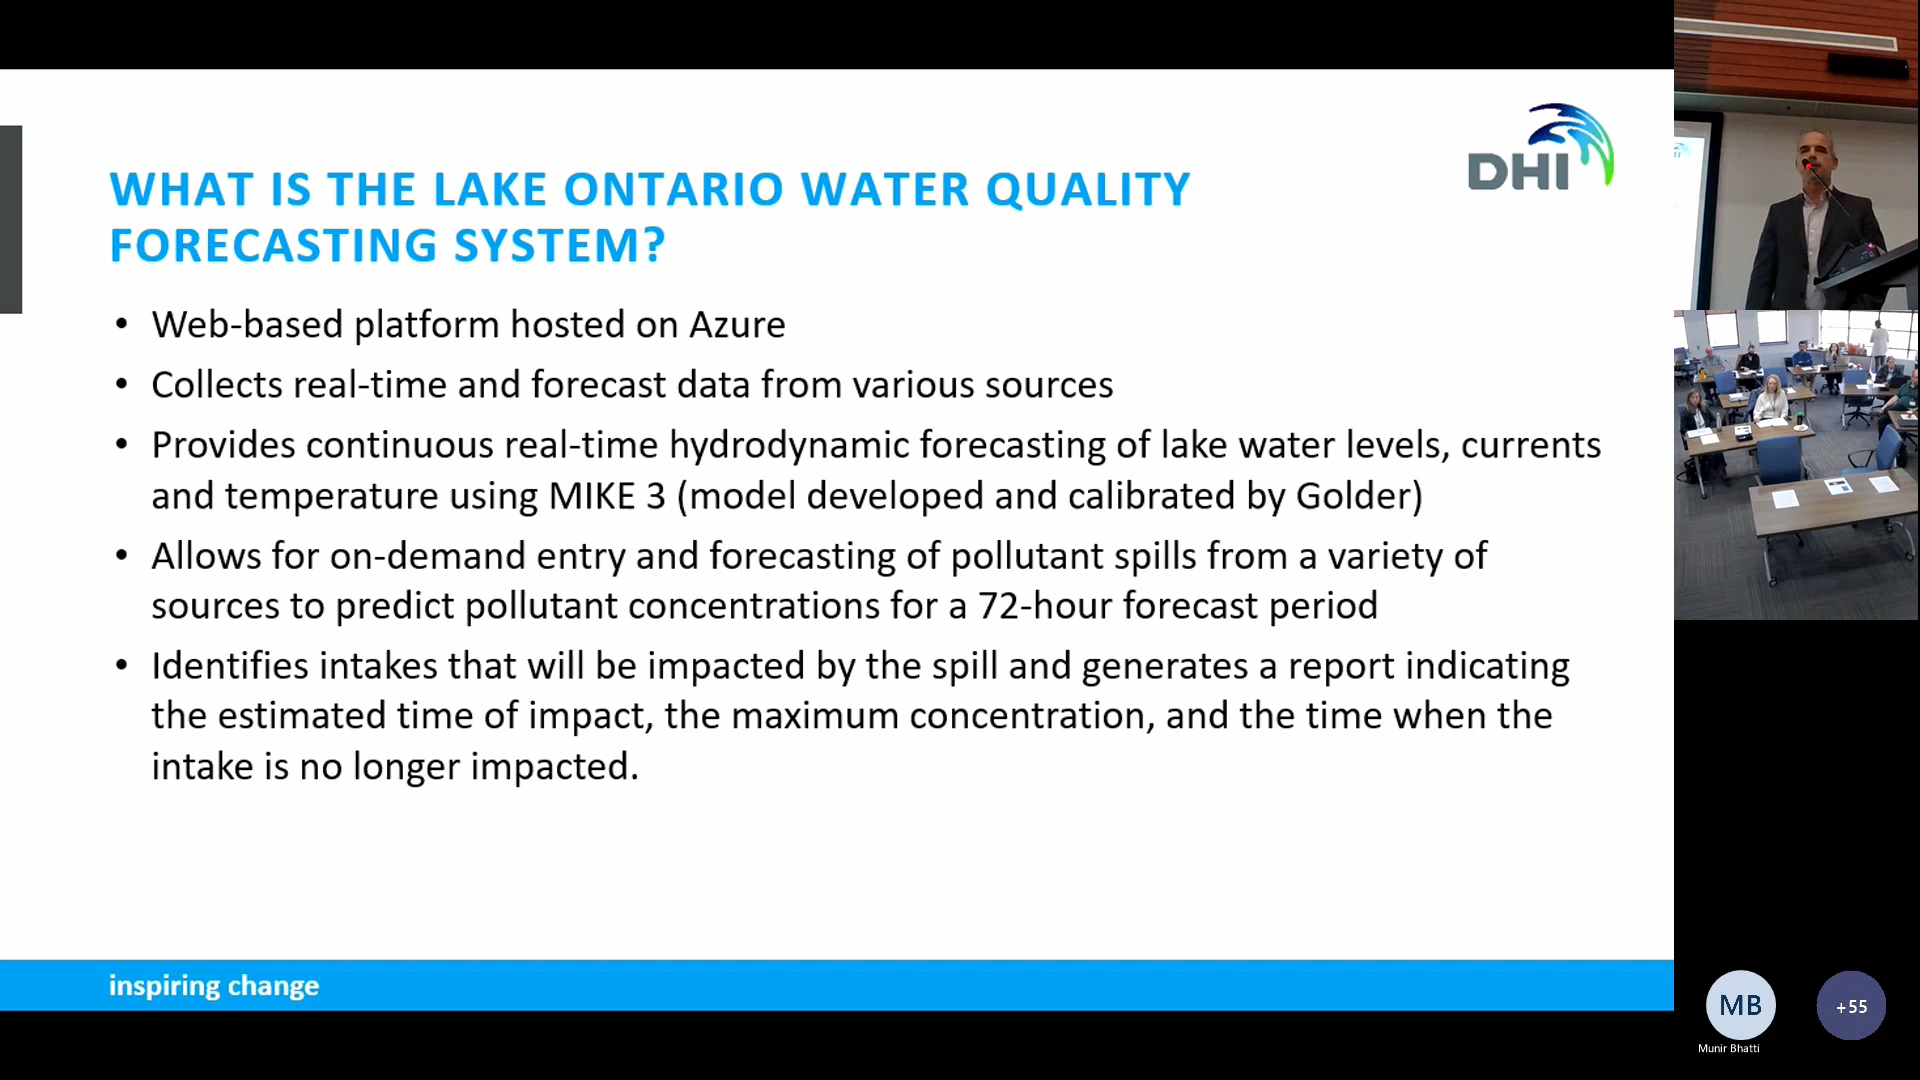 DHI
WHAT IS THE LAKE ONTARIO WATER QUALITY
FORECASTING SYSTEM?
• Web-based platform hosted on Azure
• Collects real-time and forecast data from various sources
• Provides continuous real-time hydrodynamic forecasting of lake water levels, currents
and temperature using MIKE 3 (model developed and calibrated by Golder)
• Allows for on-demand entry and forecasting of pollutant spills from a variety of
sources to predict pollutant concentrations for a 72-hour forecast period
• Identifies intakes that will be impacted by the spill and generates a report indicating
the estimated time of impact, the maximum concentration, and the time when the
intake is no longer impacted.
inspiring change
MB
+55
Munir Bhatti